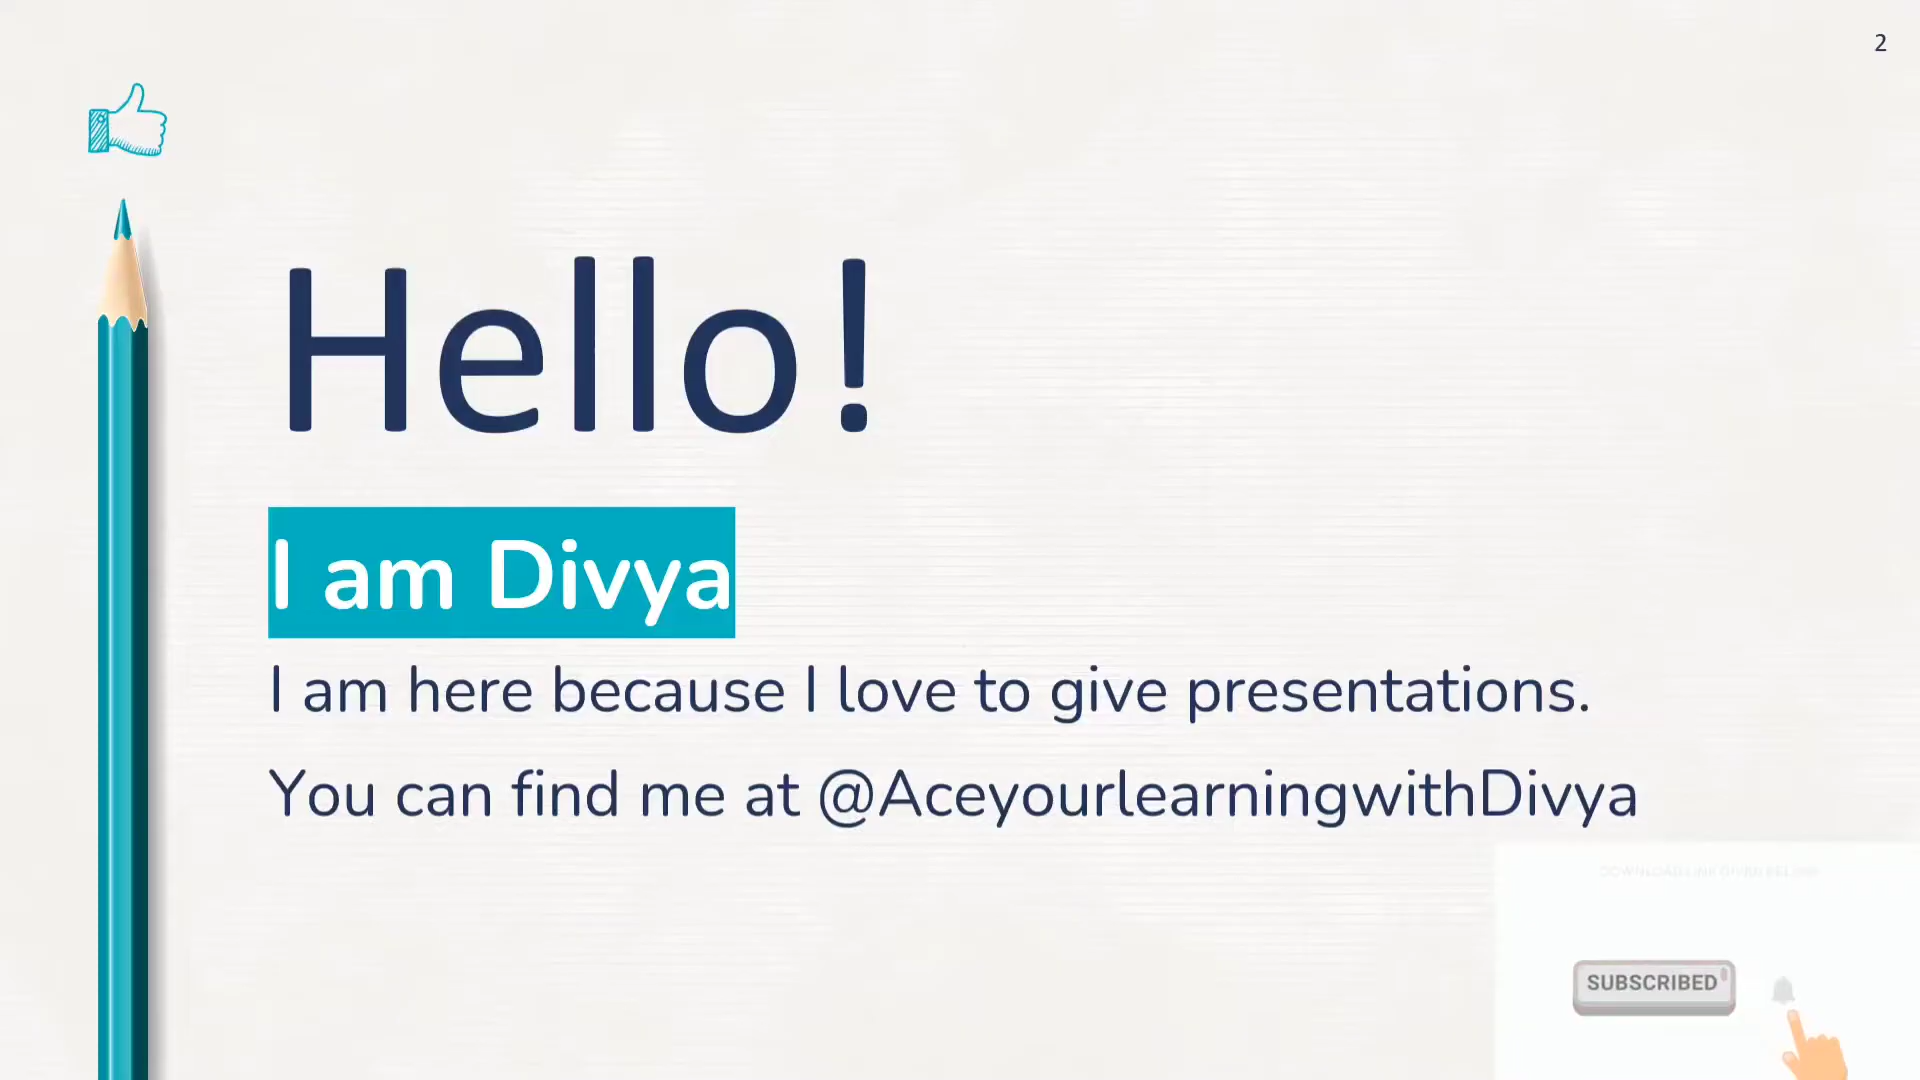 2
Hello!
I am Divya
I am here because I love to give presentations.
You can find me at @AceyourlearningwithDivya
SUBSCRIBED